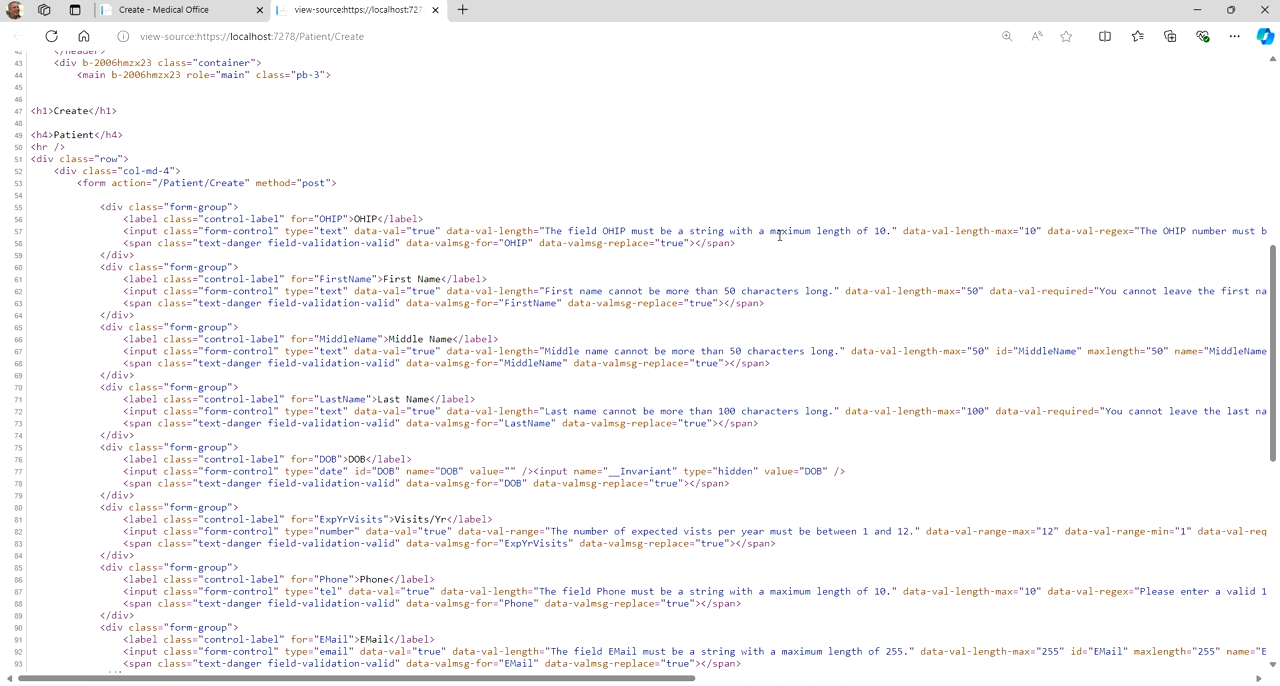 Create - Medical Office
view-source:https://localhost:727
view-source:https://localhost:7278/Patient/Create
42 </header>
43 <div b-2006hmzx23 class="container">
44 <main b-2006hmzx23 role="main" class="pb-3">
45
46
47 <h1>Create</h1>
48
49 <h4>Patient</h4>
50 <hr />
51 <div class="row">
52 <div class="col-md-4">
53 <form action="/Patient/Create" method="post">
54
55 <div class="form-group">
56 <label class="control-label" for="OHIP">OHIP</label>
57 <input class="form-control" type="text" data-val="true" data-val-length="The field OHIP must be a string with a maximum length of 10." data-val-length-max="10" data-val-regex="The OHIP number must b
58 <span class="text-danger field-validation-valid" data-valmsg-for="OHIP" data-valmsg-replace="true"></span>
59 </div>
60 <div class="form-group">
61 <label class="control-label" for="FirstName">First Name</label>
62 <input class="form-control" type="text" data-val="true" data-val-length="First name cannot be more than 50 characters long." data-val-length-max="50" data-val-required="You cannot leave the first na
63 <span class="text-danger field-validation-valid" data-valmsg-for="FirstName" data-valmsg-replace="true"></span>
64 </div>
65 <div class="form-group">
66 <label class="control-label" for="MiddleName">Middle Name</label>
67 <input class="form-control" type="text" data-val="true" data-val-length="Middle name cannot be more than 50 characters long." data-val-length-max="50" id="MiddleName" maxlength="50" name="MiddleName
68 <span class="text-danger field-validation-valid" data-valmsg-for="MiddleName" data-valmsg-replace="true"></span>
69 </div>
70 <div class="form-group">
71 <label class="control-label" for="LastName">Last Name</label>
72 <input class="form-control" type="text" data-val="true" data-val-length="Last name cannot be more than 100 characters long." data-val-length-max="100" data-val-required="You cannot leave the last na
73 <span class="text-danger field-validation-valid" data-valmsg-for="LastName" data-valmsg-replace="true"></span>
74 </div>
75 <div class="form-group">
76 <label class="control-label" for="DOB">DOB</label>
77 <input class="form-control" type="date" id="DOB" name="DOB" value="" /><input name="__Invariant" type="hidden" value="DOB" />
78 <span class="text-danger field-validation-valid" data-valmsg-for="DOB" data-valmsg-replace="true"></span>
79 </div>
80 <div class="form-group">
81 <label class="control-label" for="ExpYrVisits">Visits/Yr</label>
82 <input class="form-control" type="number" data-val="true" data-val-range="The number of expected vists per year must be between 1 and 12." data-val-range-max="12" data-val-range-min="1" data-val-req
83 <span class="text-danger field-validation-valid" data-valmsg-for="ExpYrVisits" data-valmsg-replace="true"></span>
84 </div>
85 <div class="form-group">
86 <label class="control-label" for="Phone">Phone</label>
87 <input class="form-control" type="tel" data-val="true" data-val-length="The field Phone must be a string with a maximum length of 10." data-val-length-max="10" data-val-regex="Please enter a valid 1
88 <span class="text-danger field-validation-valid" data-valmsg-for="Phone" data-valmsg-replace="true"></span>
89 </div>
90 <div class="form-group">
91 <label class="control-label" for="EMail">EMail</label>
92 <input class="form-control" type="email" data-val="true" data-val-length="The field EMail must be a string with a maximum length of 255." data-val-length-max="255" id="EMail" maxlength="255" name="E
93 <span class="text-danger field-validation-valid" data-valmsg-for="EMail" data-valmsg-replace="true"></span>